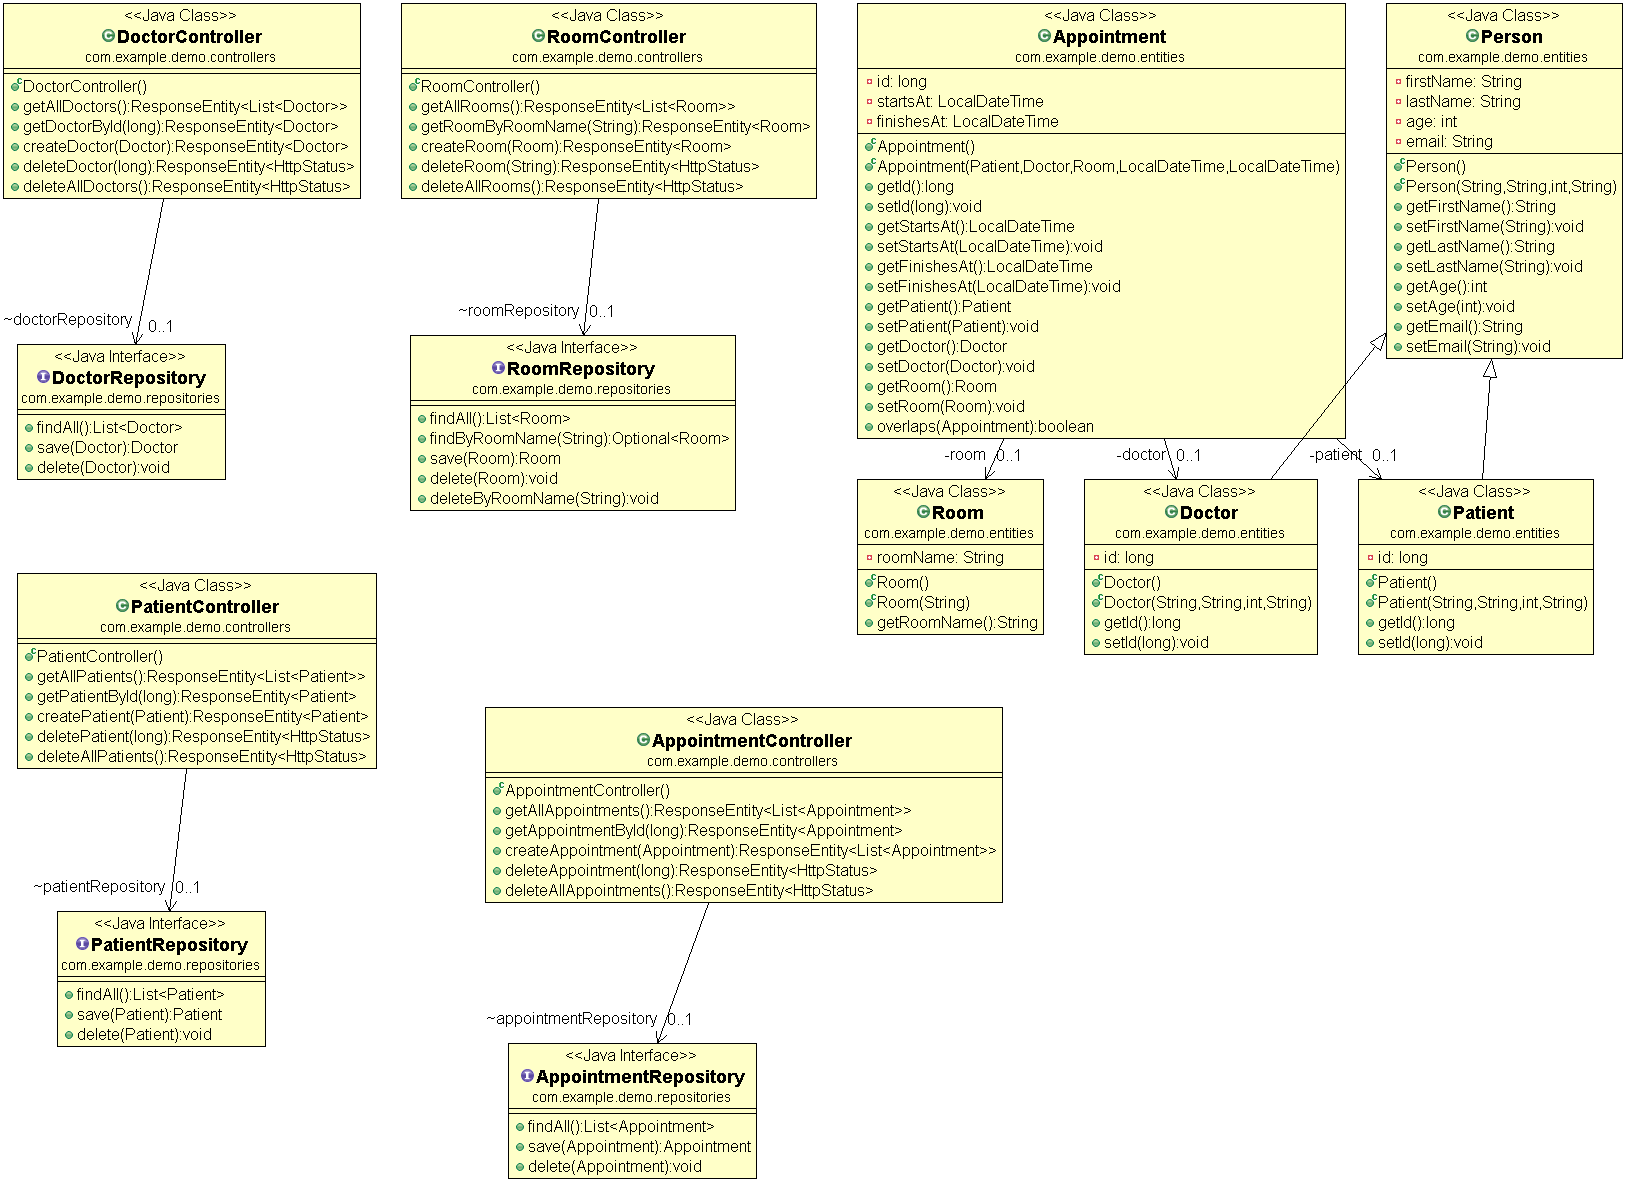 <<Java Class>>
DoctorController
com.example.demo.controllers
DoctorController()
getAllDoctors():ResponseEntity<List<Doctor>>
getDoctorById(long):ResponseEntity<Doctor>
createDoctor(Doctor):ResponseEntity<Doctor>
deleteDoctor(long):ResponseEntity<HttpStatus>
deleteAllDoctors():ResponseEntity<HttpStatus>
~doctorRepository
0..1
<<Java Interface>>
DoctorRepository
com.example.demo.repositories
findAll():List<Doctor>
save(Doctor):Doctor
delete(Doctor):void
<<Java Class>>
RoomController
com.example.demo.controllers
RoomController()
getAllRooms():ResponseEntity<List<Room>>
getRoomByRoomName(String):ResponseEntity<Room>
createRoom(Room):ResponseEntity<Room>
deleteRoom(String):ResponseEntity<HttpStatus>
deleteAllRooms():ResponseEntity<HttpStatus>
~roomRepository
0..1
<<Java Interface>>
RoomRepository
com.example.demo.repositories
findAll():List<Room>
findByRoomName(String):Optional<Room>
save(Room):Room
delete(Room):void
deleteByRoomName(String):void
<<Java Class>>
Appointment
com.example.demo.entities
id: long
startsAt: LocalDateTime
finishesAt: LocalDateTime
Appointment()
Appointment(Patient,Doctor,Room,LocalDateTime,LocalDateTime)
getId():long
setId(long):void
getStartsAt():LocalDateTime
setStartsAt(LocalDateTime):void
getFinishesAt():LocalDateTime
setFinishesAt(LocalDateTime):void
getPatient():Patient
setPatient(Patient):void
getDoctor():Doctor
setDoctor(Doctor):void
getRoom():Room
setRoom(Room):void
overlaps(Appointment):boolean
<<Java Class>>
Person
com.example.demo.entities
firstName: String
lastName: String
age: int
email: String
Person()
Person(String,String,int,String)
getFirstName():String
setFirstName(String):void
getLastName():String
setLastName(String):void
getAge():int
setAge(int):void
getEmail():String
setEmail(String):void
-room 0..1
-doctor 0..1
-patient 0..1
<<Java Class>>
Room
com.example.demo.entities
roomName: String
Room()
Room(String)
getRoomName():String
<<Java Class>>
Doctor
com.example.demo.entities
id: long
Doctor()
Doctor(String,String,int,String)
getId():long
setId(long):void
<<Java Class>>
Patient
com.example.demo.entities
id: long
Patient()
Patient(String,String,int,String)
getId():long
setId(long):void
<<Java Class>>
PatientController
com.example.demo.controllers
PatientController()
getAllPatients():ResponseEntity<List<Patient>>
getPatientById(long):ResponseEntity<Patient>
createPatient(Patient):ResponseEntity<Patient>
deletePatient(long):ResponseEntity<HttpStatus>
deleteAllPatients():ResponseEntity<HttpStatus>
~patientRepository 0..1
<<Java Interface>>
PatientRepository
com.example.demo.repositories
findAll():List<Patient>
save(Patient):Patient
delete(Patient):void
<<Java Class>>
AppointmentController
com.example.demo.controllers
AppointmentController()
getAllAppointments():ResponseEntity<List<Appointment>>
getAppointmentById(long):ResponseEntity<Appointment>
createAppointment(Appointment):ResponseEntity<List<Appointment>>
deleteAppointment(long):ResponseEntity<HttpStatus>
deleteAllAppointments():ResponseEntity<HttpStatus>
~appointmentRepository 0..1
<<Java Interface>>
AppointmentRepository
com.example.demo.repositories
findAll():List<Appointment>
save(Appointment):Appointment
delete(Appointment):void